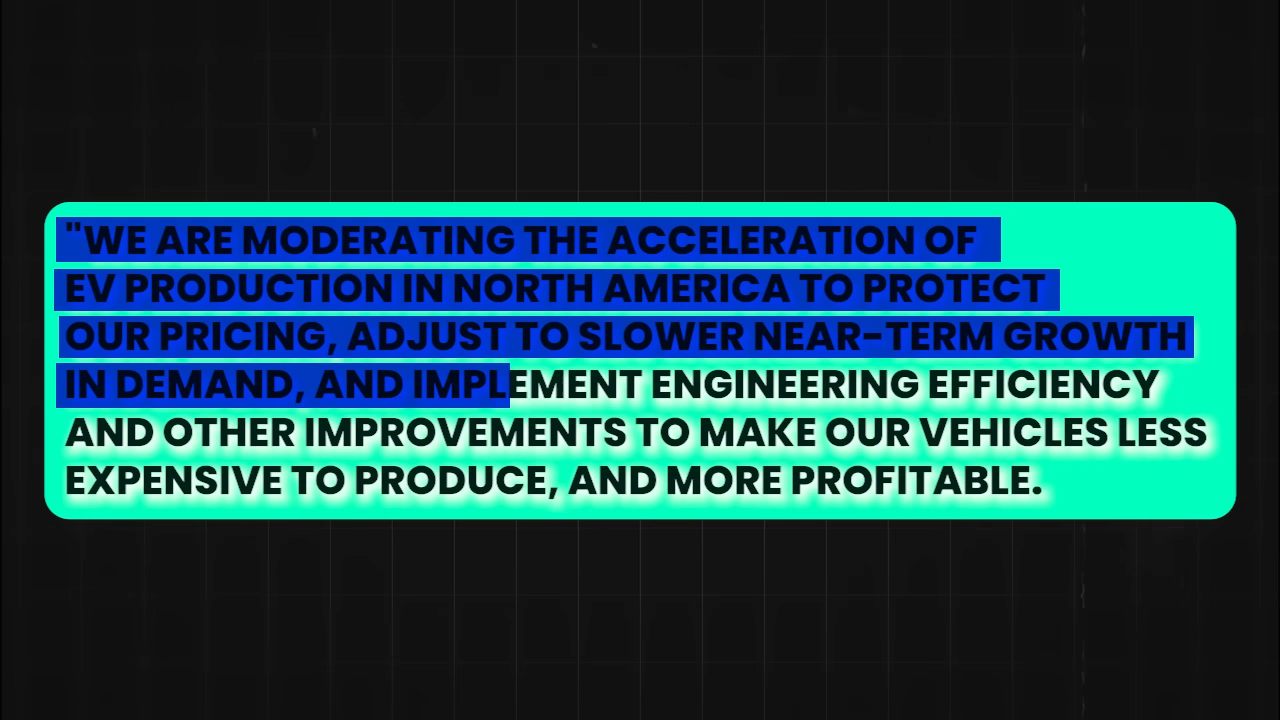 "WE ARE MODERATING THE ACCELERATION OF
EV PRODUCTION IN NORTH AMERICA TO PROTECT
OUR PRICING, ADJUST TO SLOWER NEAR-TERM GROWTH
IN DEMAND, AND IMPLEMENT ENGINEERING EFFICIENCY
AND OTHER IMPROVEMENTS TO MAKE OUR VEHICLES LESS
EXPENSIVE TO PRODUCE, AND MORE PROFITABLE.